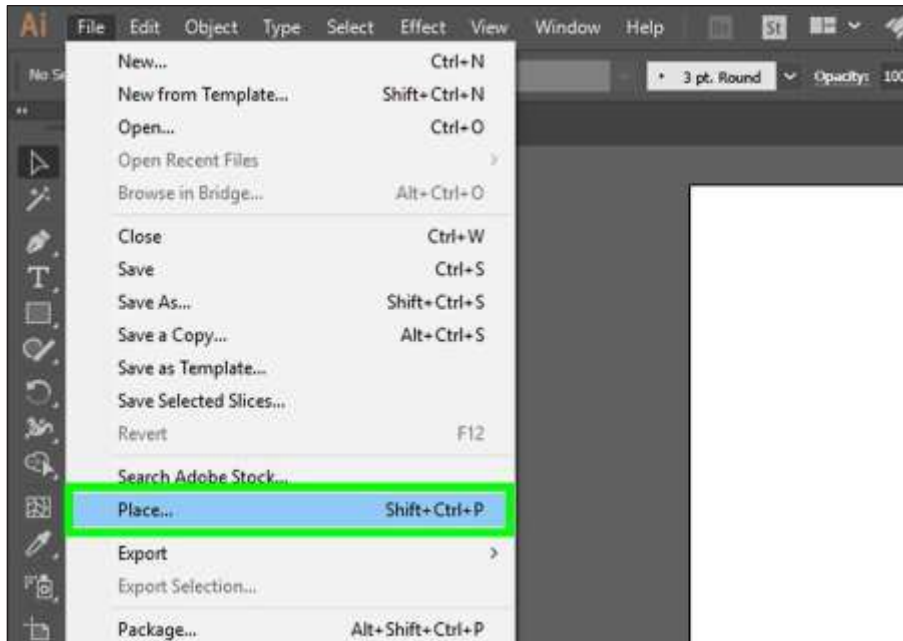 Ai File Edit Object Type Select Effect View Window Help St
3 pt. Round Opacity: 100
New... Ctrl+N
New from Template... Shift+Ctrl+N
Open... Ctrl+O
Open Recent Files
Browse in Bridge... Alt+Ctrl+O
Close Ctrl+W
Save Ctrl+S
Save As... Shift+Ctrl+S
Save a Copy... Alt+Ctrl+S
Save as Template...
Save Selected Slices...
Revert F12
Search Adobe Stock...
Place... Shift+Ctrl+P
Export
Export Selection...
Package... Alt+Shift+Ctrl+P